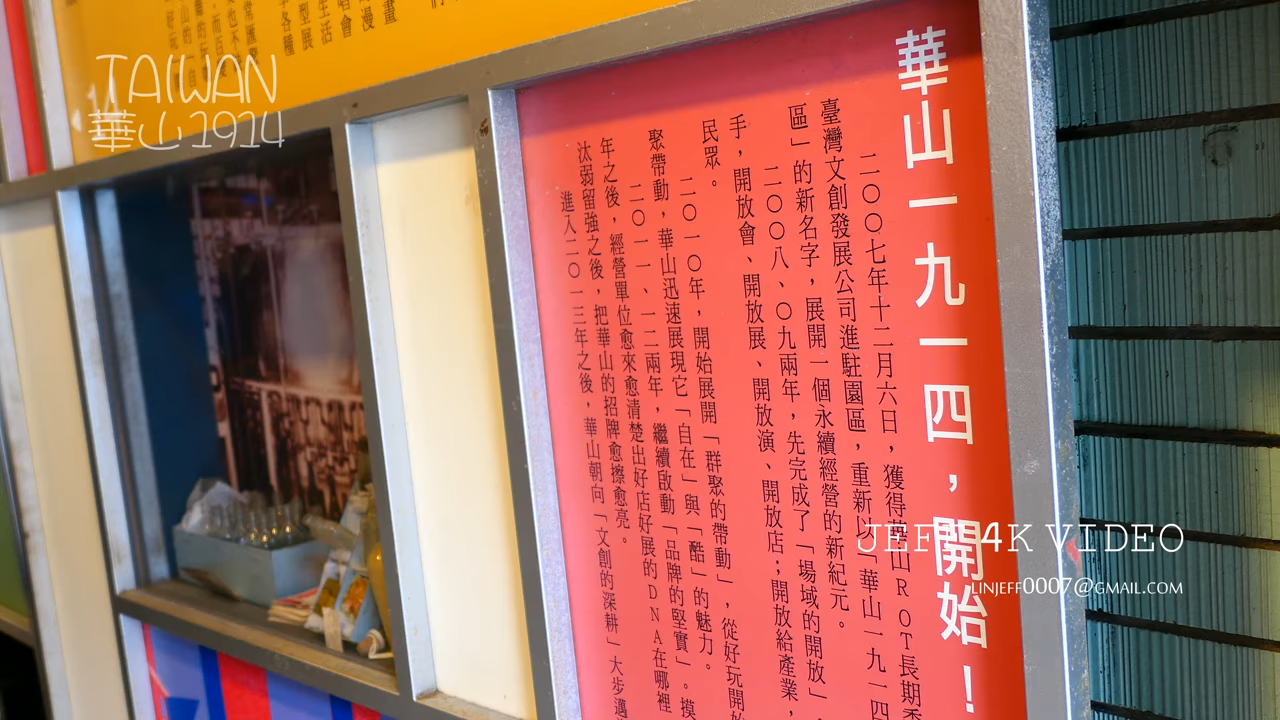 TAIWAN
華山1914
華山一九一四，開始！
二〇〇七年十二月六日，獲得華山ROT長期委
臺灣文創發展公司進駐園區，重新以「華山一九一四
區」的新名字，展開一個永續經營的新紀元。
二〇〇八、〇九兩年，先完成了「場域的開放」，
手，開放會、開放展、開放演、開放店；開放給產業，
民眾。
二〇一〇年，開始展開「群聚的帶動」，從好玩開始
聚帶動，華山迅速展現它「自在」與「酷」的魅力。
二〇一一、一二兩年，繼續啟動「品牌的堅實」。摸
年之後，經營單位愈來愈清楚出好店好展的DNA在哪裡
汰弱留強之後，把華山的招牌愈擦愈亮。
進入二〇一三年之後，華山朝向「文創的深耕」大步邁
JEFF 4K VIDEO
LINJEFF0007@GMAIL.COM